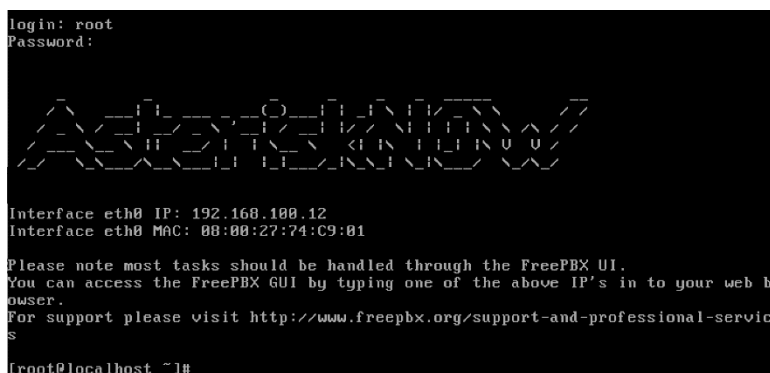 login: root
Password:
AsteriskNOW
Interface eth0 IP: 192.168.100.12
Interface eth0 MAC: 08:00:27:74:C9:01
Please note most tasks should be handled through the FreePBX UI.
You can access the FreePBX GUI by typing one of the above IP's in to your web b
owser.
For support please visit http://www.freepbx.org/support-and-professional-servic
s
[root@localhost ~]#